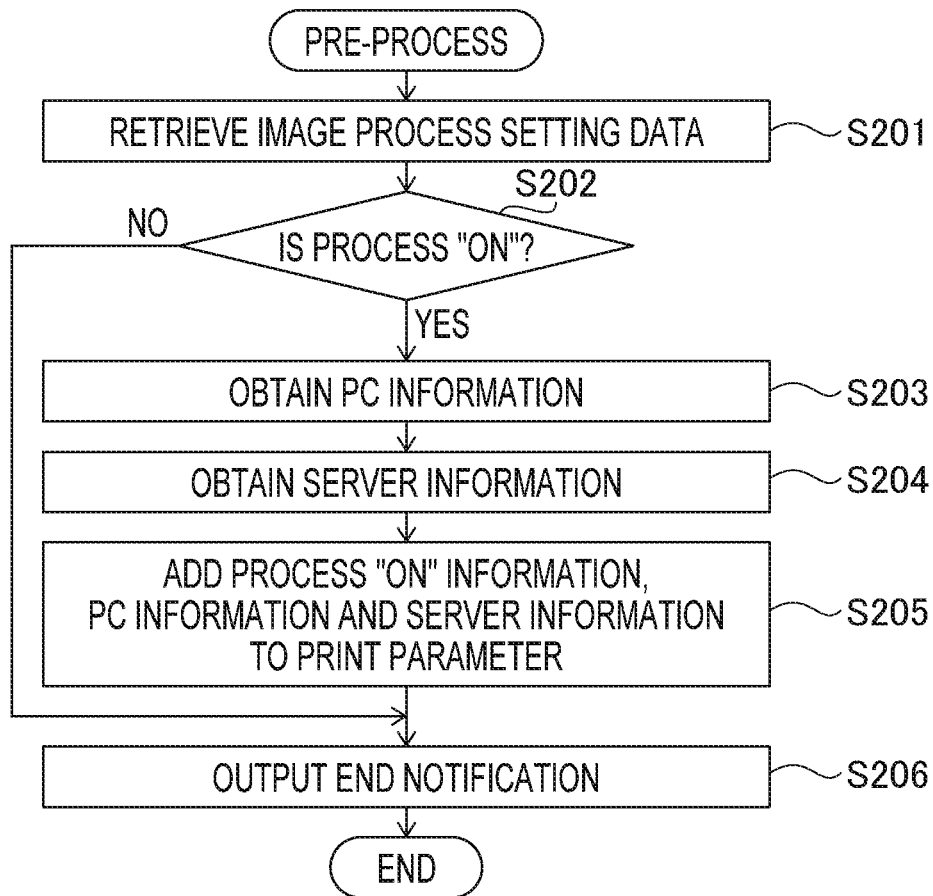 PRE-PROCESS
RETRIEVE IMAGE PROCESS SETTING DATA
S201
S202
NO
IS PROCESS "ON"?
YES
OBTAIN PC INFORMATION
S203
OBTAIN SERVER INFORMATION
S204
ADD PROCESS "ON" INFORMATION,
PC INFORMATION AND SERVER INFORMATION
TO PRINT PARAMETER
S205
OUTPUT END NOTIFICATION
S206
END